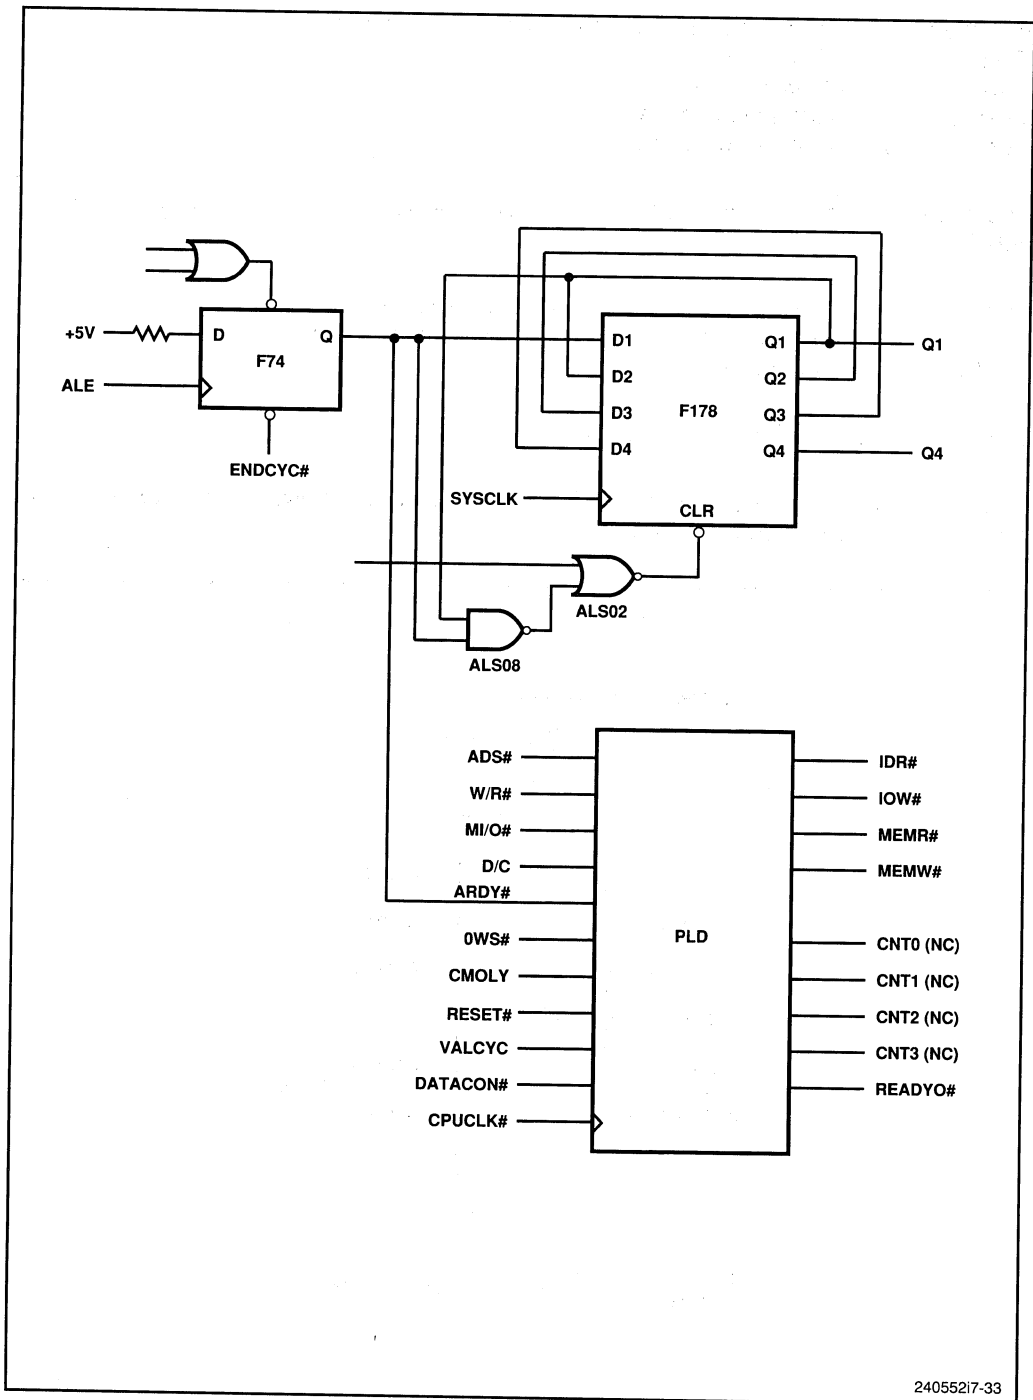 +5V
D
Q
F74
ALE
ENDCYC#
D1
D2
D3
D4
Q1
Q2
Q3
Q4
F178
Q1
Q4
SYSCLK
CLR
ALS02
ALS08
ADS#
W/R#
MI/O#
D/C
ARDY#
0WS#
CMOLY
RESET#
VALCYC
DATACON#
CPUCLK#
PLD
IDR#
IOW#
MEMR#
MEMW#
CNT0 (NC)
CNT1 (NC)
CNT2 (NC)
CNT3 (NC)
READYO#
240552i7-33